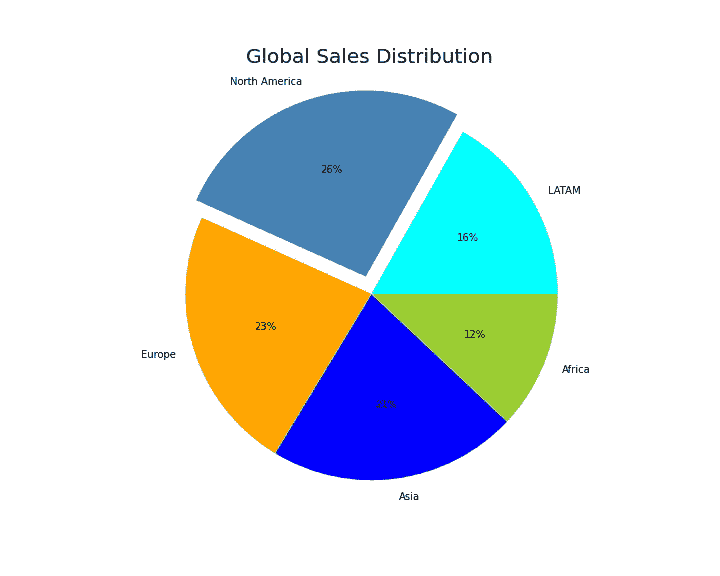 Global Sales Distribution
North America
26%
LATAM
16%
23%
12%
Europe
Africa
Asia